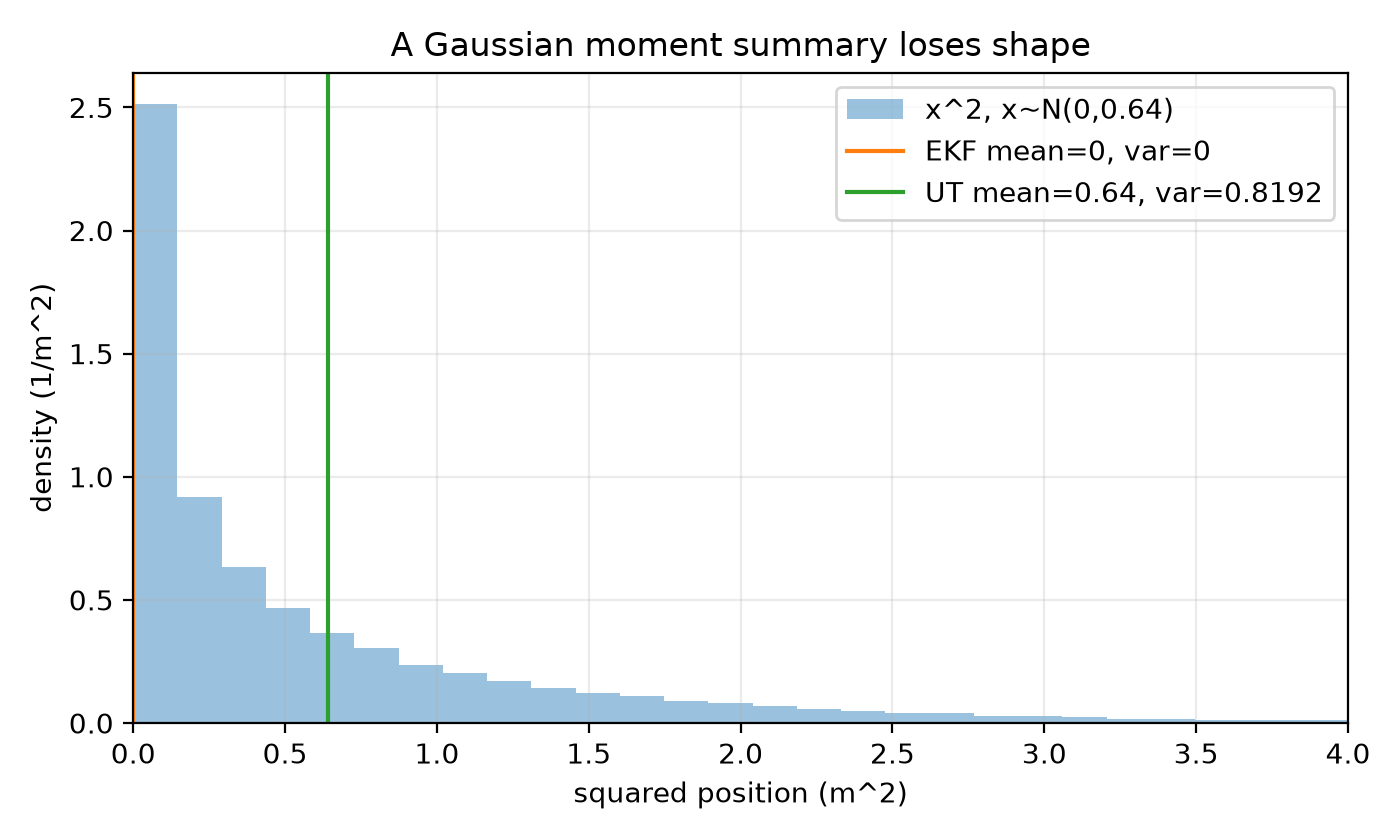 A Gaussian moment summary loses shape
x^2, x~N(0,0.64)
EKF mean=0, var=0
UT mean=0.64, var=0.8192
density (1/m^2)
2.5
2.0
1.5
1.0
0.5
0.0
0.0 0.5 1.0 1.5 2.0 2.5 3.0 3.5 4.0
squared position (m^2)